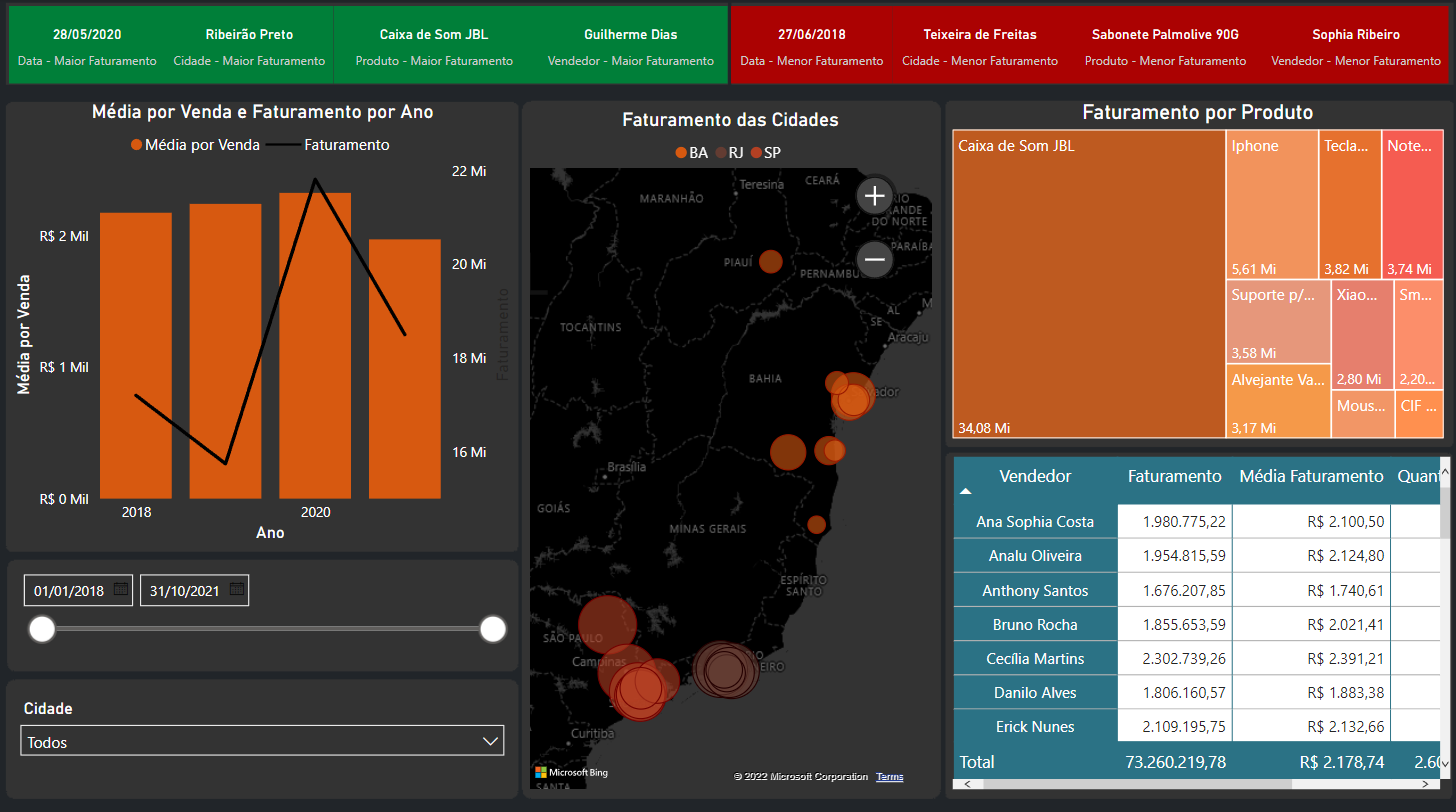 28/05/2020
Data - Maior Faturamento
Ribeirão Preto
Cidade - Maior Faturamento
Caixa de Som JBL
Produto - Maior Faturamento
Guilherme Dias
Vendedor - Maior Faturamento
27/06/2018
Data - Menor Faturamento
Teixeira de Freitas
Cidade - Menor Faturamento
Sabonete Palmolive 90G
Produto - Menor Faturamento
Sophia Ribeiro
Vendedor - Menor Faturamento
Média por Venda e Faturamento por Ano
Média por Venda Faturamento
22 Mi
R$ 2 Mil
20 Mi
18 Mi
R$ 1 Mil
16 Mi
R$ 0 Mil
Média por Venda
Faturamento
2018 2020
Ano
01/01/2018 31/10/2021
Cidade
Todos
Faturamento das Cidades
BA RJ SP
CEARÁ
Teresina
MARANHÃO
RIO
GRANDE
DO NORTE
PARAÍBA
PIAUÍ
PERNAMBU
AL
M
SE
Aracaju
TOCANTINS
BAHIA
vador
Brasília
GOIÁS
MINAS GERAIS
ESPÍRITO
SANTO
SÃO PAULO
Campinas
RIO
EIRO
Curitiba
SANTA
Microsoft Bing
© 2022 Microsoft Corporation Terms
Faturamento por Produto
Caixa de Som JBL
34,08 Mi
Iphone
5,61 Mi
Tecla...
3,82 Mi
Note...
3,74 Mi
Suporte p/...
3,58 Mi
Xiao...
2,80 Mi
Sm...
2,20...
Alvejante Va...
3,17 Mi
Mous...
CIF ...
Vendedor Faturamento Média Faturamento Quant
Ana Sophia Costa 1.980.775,22 R$ 2.100,50
Analu Oliveira 1.954.815,59 R$ 2.124,80
Anthony Santos 1.676.207,85 R$ 1.740,61
Bruno Rocha 1.855.653,59 R$ 2.021,41
Cecília Martins 2.302.739,26 R$ 2.391,21
Danilo Alves 1.806.160,57 R$ 1.883,38
Erick Nunes 2.109.195,75 R$ 2.132,66
Total 73.260.219,78 R$ 2.178,74 2.60